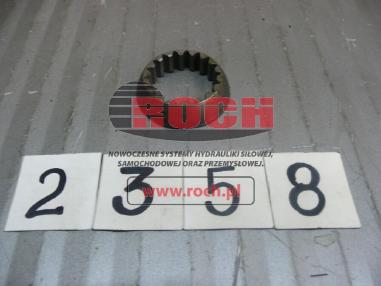 ROCH
NOWOCZESNE SYSTEMY HYDRAULIKI SIŁOWEJ,
SAMOCHODOWEJ ORAZ PRZEMYSŁOWEJ.
www.roch.pl
2 3 5 8